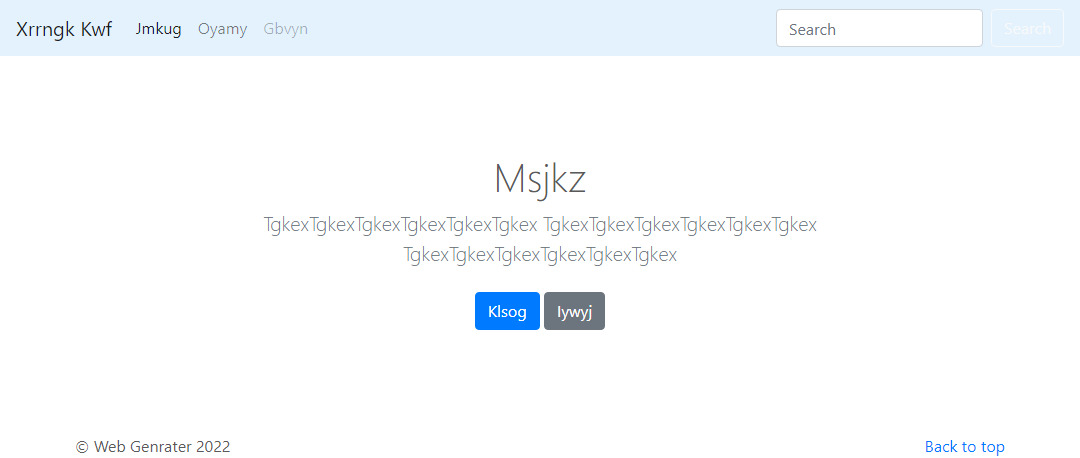 Xrrngk Kwf Jmkug Oyamy Gbvyn Search Search
Msjkz
TgkexTgkexTgkexTgkexTgkexTgkex TgkexTgkexTgkexTgkexTgkexTgkex
TgkexTgkexTgkexTgkexTgkexTgkex
Klsog Iywyj
© Web Genrater 2022 Back to top